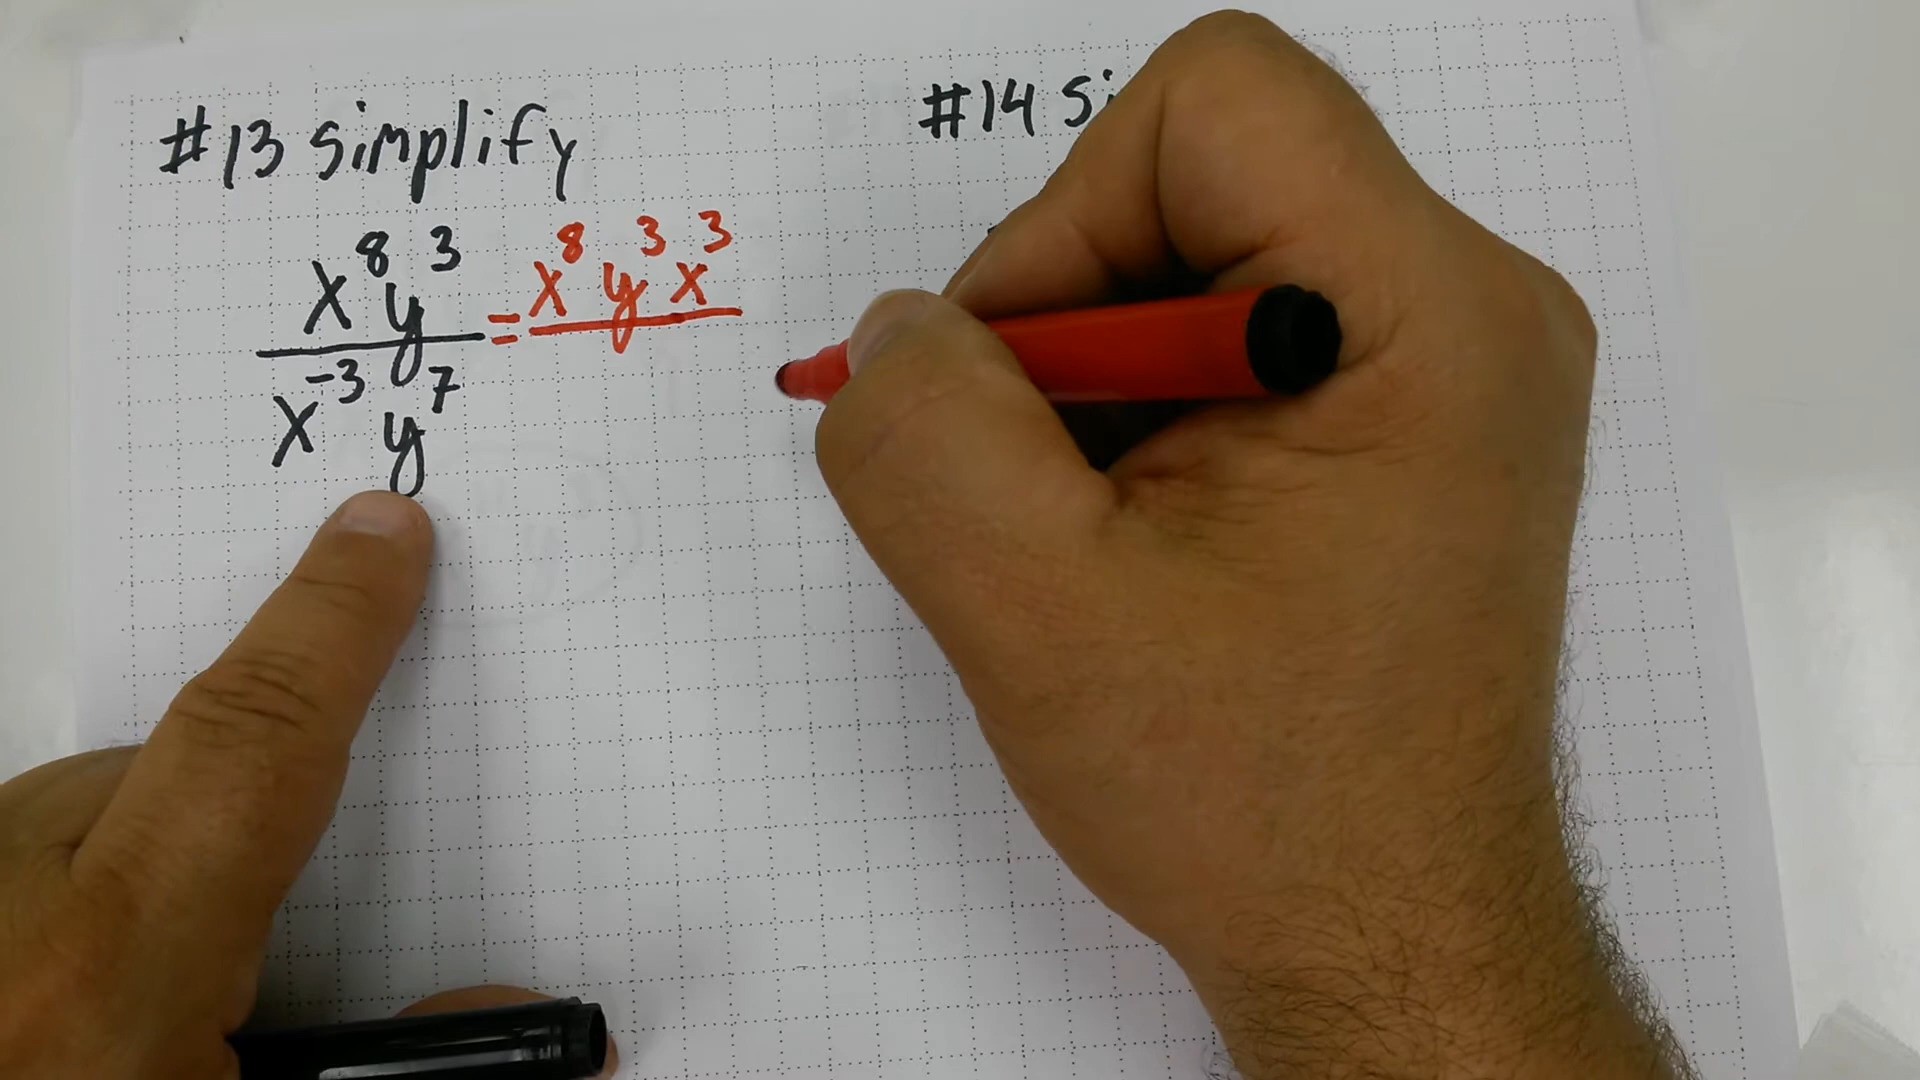 #13 simplify
#14 Si
x^8 y^3 / x^-3 y^7 = x^8 y^3 x^3